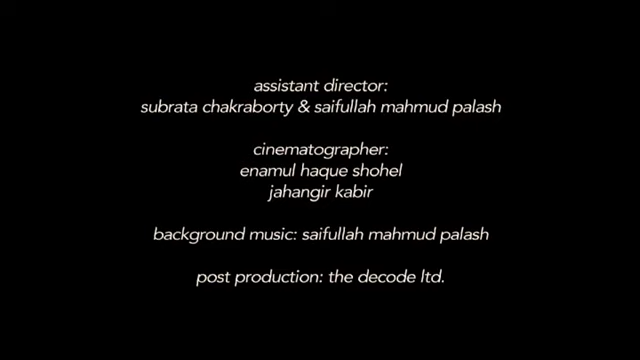 assistant director:
subrata chakraborty & saifullah mahmud palash
cinematographer:
enamul haque shohel
jahangir kabir
background music: saifullah mahmud palash
post production: the decode ltd.